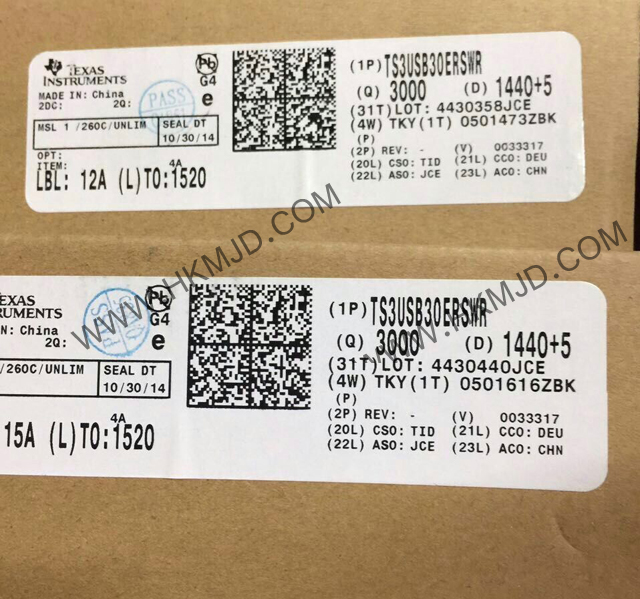 TEXAS
INSTRUMENTS
MADE IN: China
2DC: 2Q:
PASS
Pb
G4
e
MSL 1 /260C/UNLIM
SEAL DT
10/30/14
OPT:
ITEM:
4A
LBL: 12A (L)TO:1520
(1P)TS3USB30ERSWR
(Q) 3000 (D) 1440+5
(31T)LOT: 4430358JCE
(4W) TKY(1T) 0501473ZBK
(P)
(2P) REV: - (V) 0033317
(20L) CSO: TID (21L) CCO: DEU
(22L) ASO: JCE (23L) ACO: CHN
WWW.HKMJD.COM
EXAS
RUMENTS
N: China
2Q:
Pb
G4
e
/260C/UNLIM
SEAL DT
10/30/14
4A
15A (L)TO:1520
(1P)TS3USB30ERSWR
(Q) 3000 (D) 1440+5
(31T)LOT: 4430440JCE
(4W) TKY(1T) 0501616ZBK
(P)
(2P) REV: - (V) 0033317
(20L) CSO: TID (21L) CCO: DEU
(22L) ASO: JCE (23L) ACO: CHN
WWW.HKMJD.COM